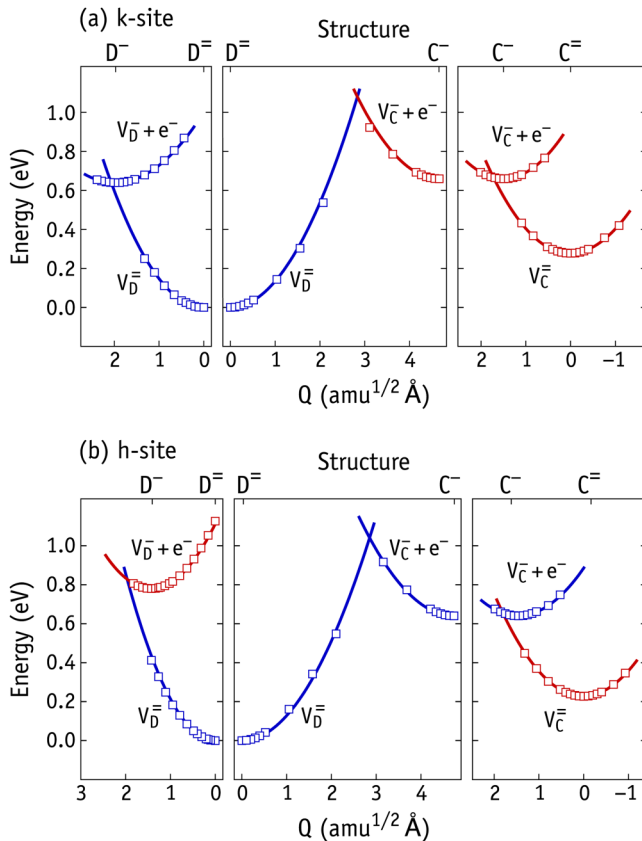 (a) k-site
Structure
D⁻ D⁼ D⁼ C⁻ C⁻ C⁼
V_D⁻ + e⁻
V_D⁼
V_D⁼
V_C⁻ + e⁻
V_C⁻ + e⁻
V_C⁼
Energy (eV)
1.0
0.8
0.6
0.4
0.2
0.0
2 1 0 0 1 2 3 4 2 1 0 -1
Q (amu^1/2 Å)
(b) h-site
Structure
D⁻ D⁼ D⁼ C⁻ C⁻ C⁼
V_D⁻ + e⁻
V_D⁼
V_D⁼
V_C⁻ + e⁻
V_C⁻ + e⁻
V_C⁼
Energy (eV)
1.0
0.8
0.6
0.4
0.2
0.0
3 2 1 0 0 1 2 3 4 2 1 0 -1
Q (amu^1/2 Å)